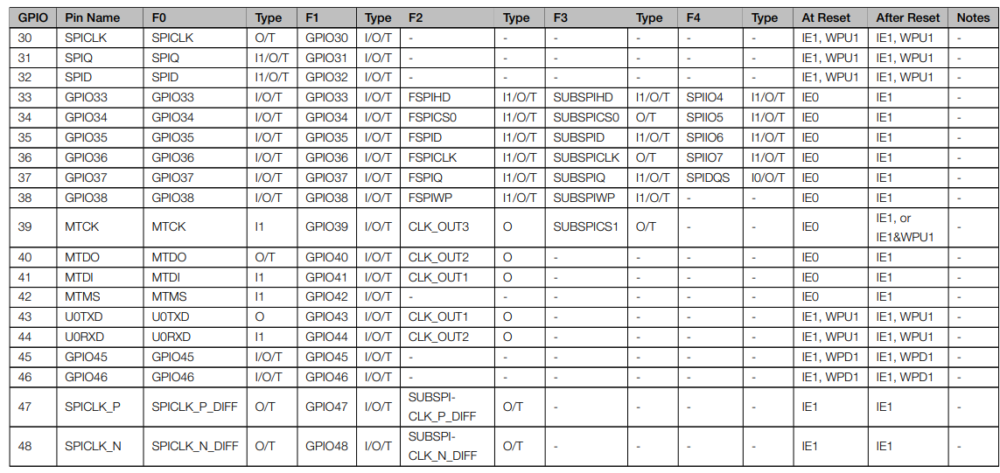 GPIO Pin Name F0 Type F1 Type F2 Type F3 Type F4 Type At Reset After Reset Notes
30 SPICLK SPICLK O/T GPIO30 I/O/T - - - - - - IE1, WPU1 IE1, WPU1 -
31 SPIQ SPIQ I1/O/T GPIO31 I/O/T - - - - - - IE1, WPU1 IE1, WPU1 -
32 SPID SPID I1/O/T GPIO32 I/O/T - - - - - - IE1, WPU1 IE1, WPU1 -
33 GPIO33 GPIO33 I/O/T GPIO33 I/O/T FSPIHD I1/O/T SUBSPIHD I1/O/T SPIIO4 I1/O/T IE0 IE1 -
34 GPIO34 GPIO34 I/O/T GPIO34 I/O/T FSPICS0 I1/O/T SUBSPICS0 O/T SPIIO5 I1/O/T IE0 IE1 -
35 GPIO35 GPIO35 I/O/T GPIO35 I/O/T FSPID I1/O/T SUBSPID I1/O/T SPIIO6 I1/O/T IE0 IE1 -
36 GPIO36 GPIO36 I/O/T GPIO36 I/O/T FSPICLK I1/O/T SUBSPICLK O/T SPIIO7 I1/O/T IE0 IE1 -
37 GPIO37 GPIO37 I/O/T GPIO37 I/O/T FSPIQ I1/O/T SUBSPIQ I1/O/T SPIDQS I0/O/T IE0 IE1 -
38 GPIO38 GPIO38 I/O/T GPIO38 I/O/T FSPIWP I1/O/T SUBSPIWP I1/O/T - - IE0 IE1 -
39 MTCK MTCK I1 GPIO39 I/O/T CLK_OUT3 O SUBSPICS1 O/T - - IE0 IE1, or
IE1&WPU1 -
40 MTDO MTDO O/T GPIO40 I/O/T CLK_OUT2 O - - - - IE0 IE1 -
41 MTDI MTDI I1 GPIO41 I/O/T CLK_OUT1 O - - - - IE0 IE1 -
42 MTMS MTMS I1 GPIO42 I/O/T - - - - - - IE0 IE1 -
43 U0TXD U0TXD O GPIO43 I/O/T CLK_OUT1 O - - - - IE1, WPU1 IE1, WPU1 -
44 U0RXD U0RXD I1 GPIO44 I/O/T CLK_OUT2 O - - - - IE1, WPU1 IE1, WPU1 -
45 GPIO45 GPIO45 I/O/T GPIO45 I/O/T - - - - - - IE1, WPD1 IE1, WPD1 -
46 GPIO46 GPIO46 I/O/T GPIO46 I/O/T - - - - - - IE1, WPD1 IE1, WPD1 -
47 SPICLK_P SPICLK_P_DIFF O/T GPIO47 I/O/T SUBSPI-
CLK_P_DIFF O/T - - - - IE1 IE1 -
48 SPICLK_N SPICLK_N_DIFF O/T GPIO48 I/O/T SUBSPI-
CLK_N_DIFF O/T - - - - IE1 IE1 -